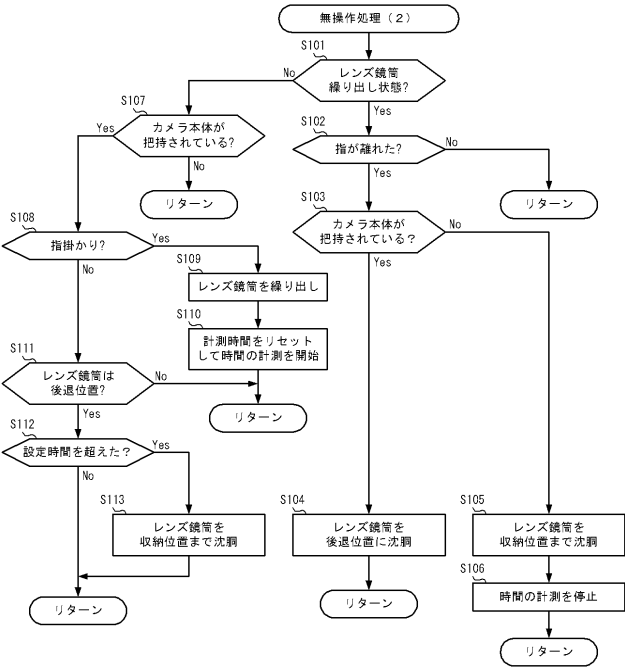 無操作処理(2)
S101
レンズ鏡筒
繰り出し状態?
No
Yes
S107
カメラ本体が
把持されている?
Yes
No
リターン
S102
指が離れた?
No
Yes
リターン
S103
カメラ本体が
把持されている?
No
Yes
S108
指掛かり?
Yes
No
S109
レンズ鏡筒を繰り出し
S110
計測時間をリセット
して時間の計測を開始
S111
レンズ鏡筒は
後退位置?
No
Yes
リターン
S112
設定時間を超えた?
Yes
No
S113
レンズ鏡筒を
収納位置まで沈胴
リターン
S104
レンズ鏡筒を
後退位置に沈胴
リターン
S105
レンズ鏡筒を
収納位置まで沈胴
S106
時間の計測を停止
リターン